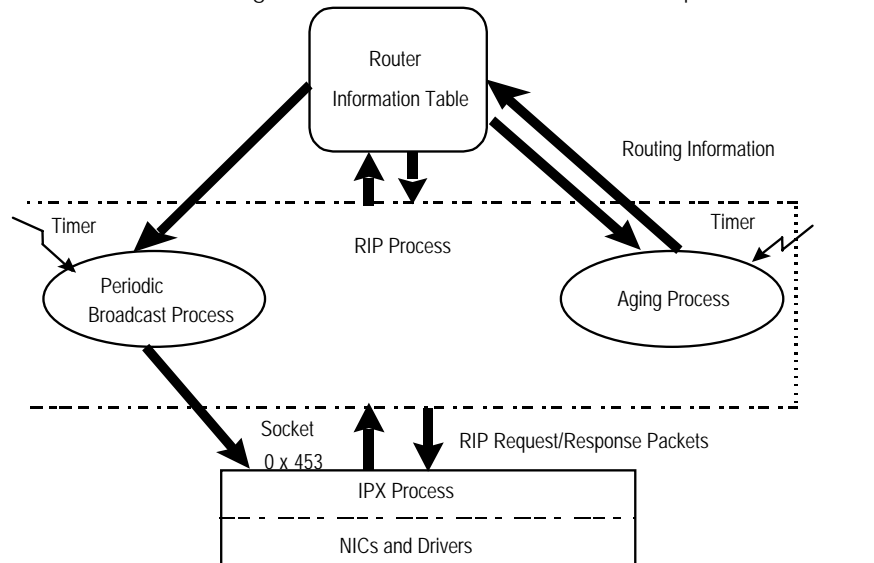 Router
Information Table
Routing Information
Timer
Timer
RIP Process
Periodic
Broadcast Process
Aging Process
Socket
0 x 453
RIP Request/Response Packets
IPX Process
NICs and Drivers